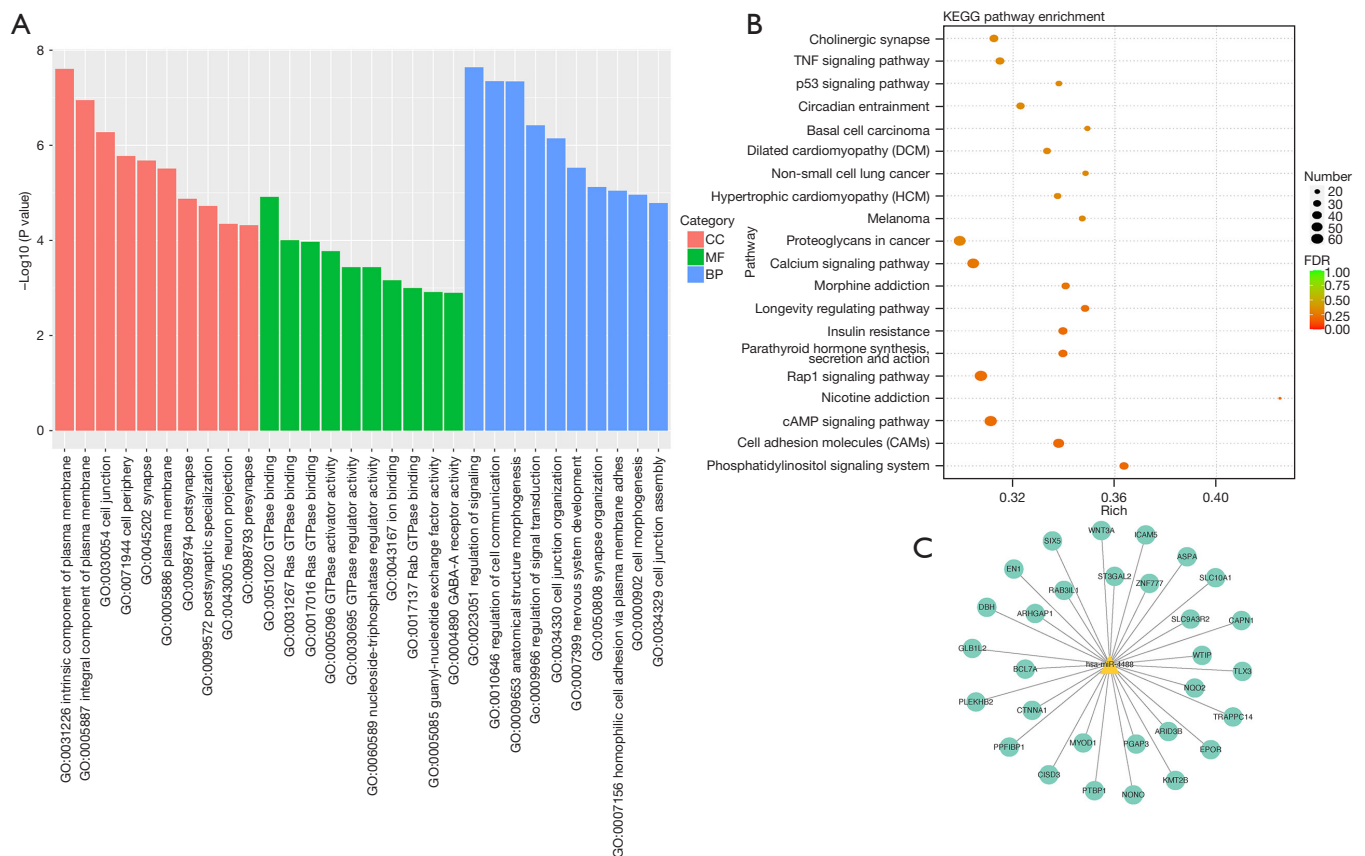 A
8
6
4
2
0
−Log10 (P value)
GO:0031226 intrinsic component of plasma membrane
GO:0005887 integral component of plasma membrane
GO:0030054 cell junction
GO:0071944 cell periphery
GO:0045202 synapse
GO:0005886 plasma membrane
GO:0098794 postsynapse
GO:0099572 postsynaptic specialization
GO:0043005 neuron projection
GO:0098793 presynapse
GO:0051020 GTPase binding
GO:0031267 Ras GTPase binding
GO:0017016 Ras GTPase binding
GO:0005096 GTPase activator activity
GO:0030695 GTPase regulator activity
GO:0060589 nucleoside-triphosphatase regulator activity
GO:0043167 ion binding
GO:0017137 Rab GTPase binding
GO:0005085 guanyl-nucleotide exchange factor activity
GO:0004890 GABA-A receptor activity
GO:0023051 regulation of signaling
GO:0010646 regulation of cell communication
GO:0009653 anatomical structure morphogenesis
GO:0009966 regulation of signal transduction
GO:0034330 cell junction organization
GO:0007399 nervous system development
GO:0050808 synapse organization
GO:0007156 homophilic cell adhesion via plasma membrane adhes
GO:0000902 cell morphogenesis
GO:0034329 cell junction assembly
Category
CC
MF
BP
B
KEGG pathway enrichment
Pathway
Cholinergic synapse
TNF signaling pathway
p53 signaling pathway
Circadian entrainment
Basal cell carcinoma
Dilated cardiomyopathy (DCM)
Non-small cell lung cancer
Hypertrophic cardiomyopathy (HCM)
Melanoma
Proteoglycans in cancer
Calcium signaling pathway
Morphine addiction
Longevity regulating pathway
Insulin resistance
Parathyroid hormone synthesis,
secretion and action
Rap1 signaling pathway
Nicotine addiction
cAMP signaling pathway
Cell adhesion molecules (CAMs)
Phosphatidylinositol signaling system
0.32
0.36
0.40
Rich
Number
20
30
40
50
60
FDR
1.00
0.75
0.50
0.25
0.00
C
WNT3A
ICAM5
SIX5
ASPA
EN1
ST3GAL2
ZNF777
SLC10A1
RAB3IL1
DBH
ARHGAP1
SLC9A3R2
CAPN1
GLB1L2
WTIP
BCL7A
hsa-miR-4488
TLX3
NQO2
PLEKHB2
CTNNA1
TRAPPC14
ARID3B
PPFIBP1
MYOD1
PGAP3
EPOR
CISD3
KMT2B
PTBP1
NONO